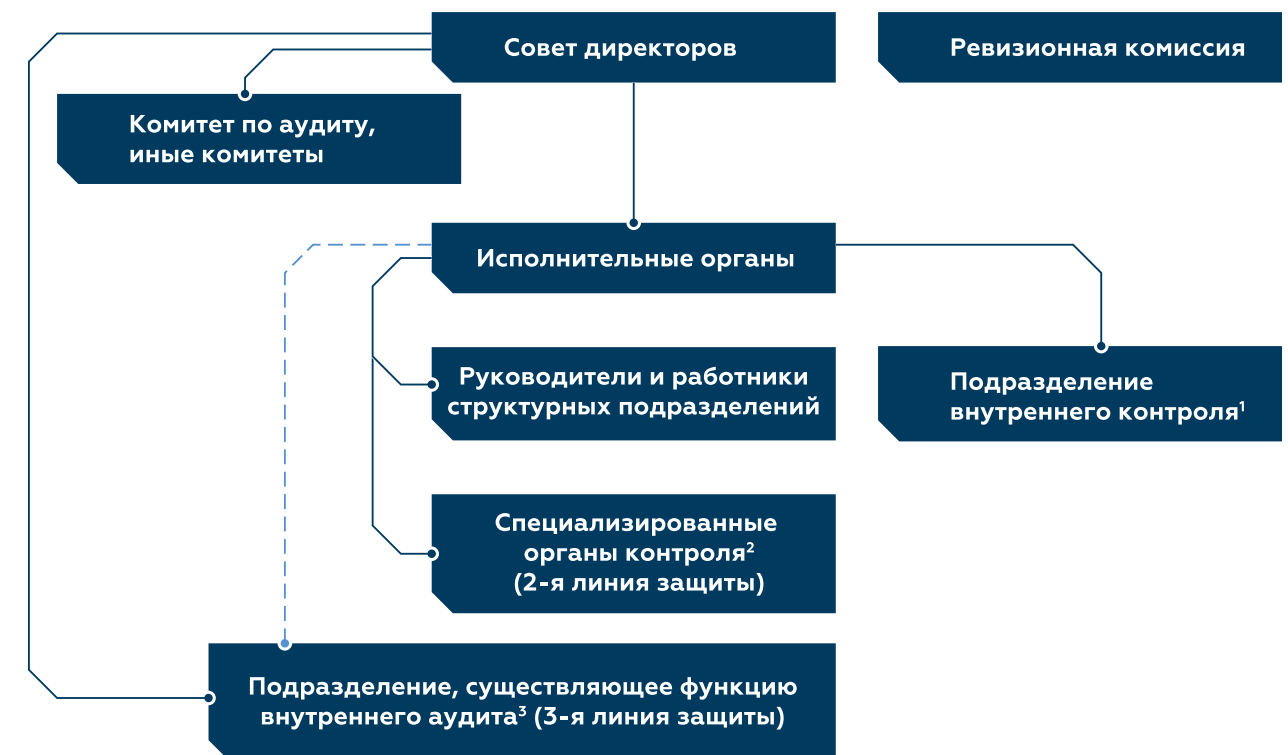 Совет директоров
Ревизионная комиссия
Комитет по аудиту,
иные комитеты
Исполнительные органы
Руководители и работники
структурных подразделений
Подразделение
внутреннего контроля¹
Специализированные
органы контроля²
(2-я линия защиты)
Подразделение, существляющее функцию
внутреннего аудита³ (3-я линия защиты)